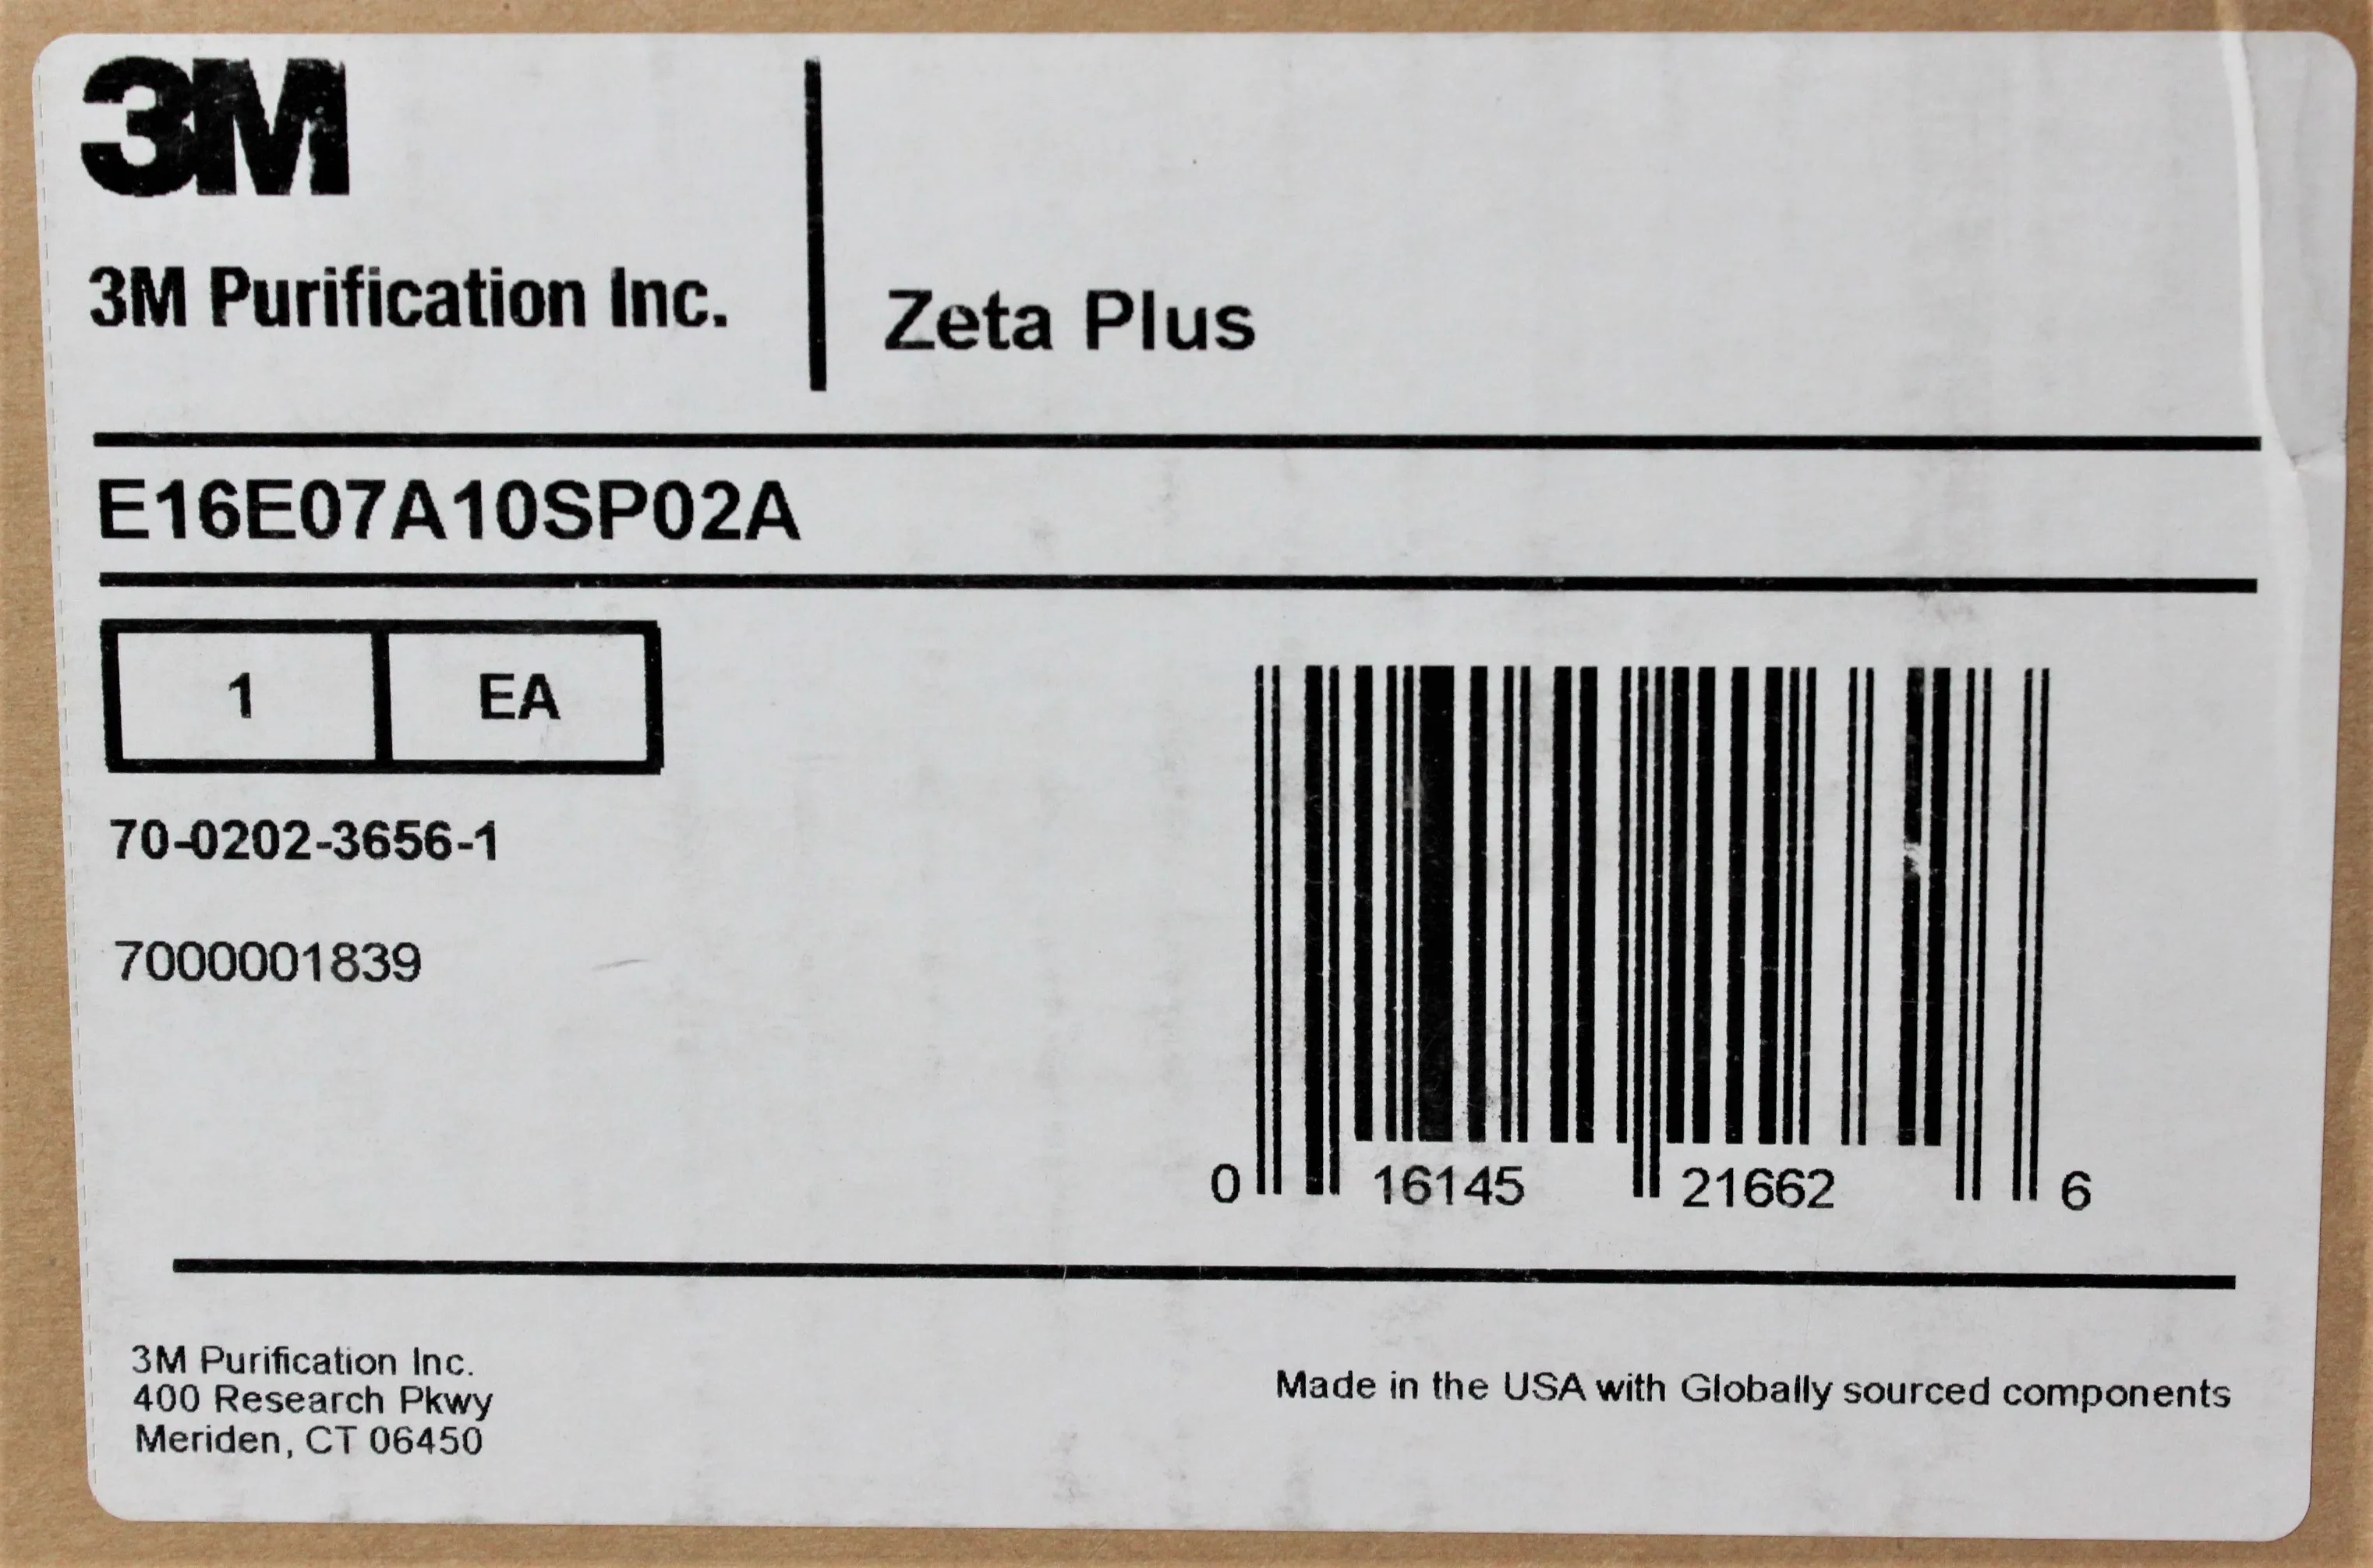 3M
3M Purification Inc.
Zeta Plus
E16E07A10SP02A
1 EA
70-0202-3656-1
7000001839
0 16145 21662 6
3M Purification Inc.
400 Research Pkwy
Meriden, CT 06450
Made in the USA with Globally sourced components